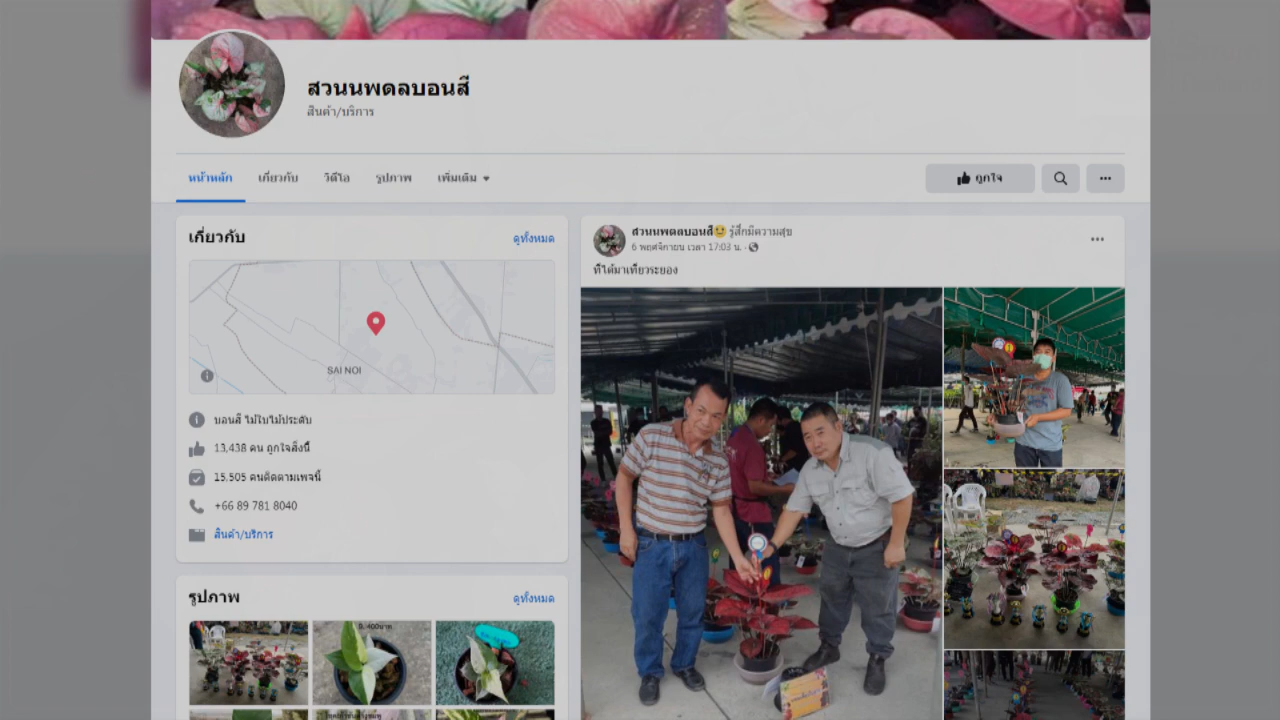 สวนนพดลบอนสี
สินค้า/บริการ
หน้าหลัก
เกี่ยวกับ
วิดีโอ
รูปภาพ
เพิ่มเติม
ถูกใจ
เกี่ยวกับ
ดูทั้งหมด
SAI NOI
บอนสี ไม้ใบไม้ประดับ
13,438 คน ถูกใจสิ่งนี้
15,505 คนติดตามเพจนี้
+66 89 781 8040
สินค้า/บริการ
รูปภาพ
ดูทั้งหมด
สวนนพดลบอนสี รู้สึกมีความสุข
6 พฤศจิกายน เวลา 17:03 น.
ที่ได้มาเที่ยวระยอง